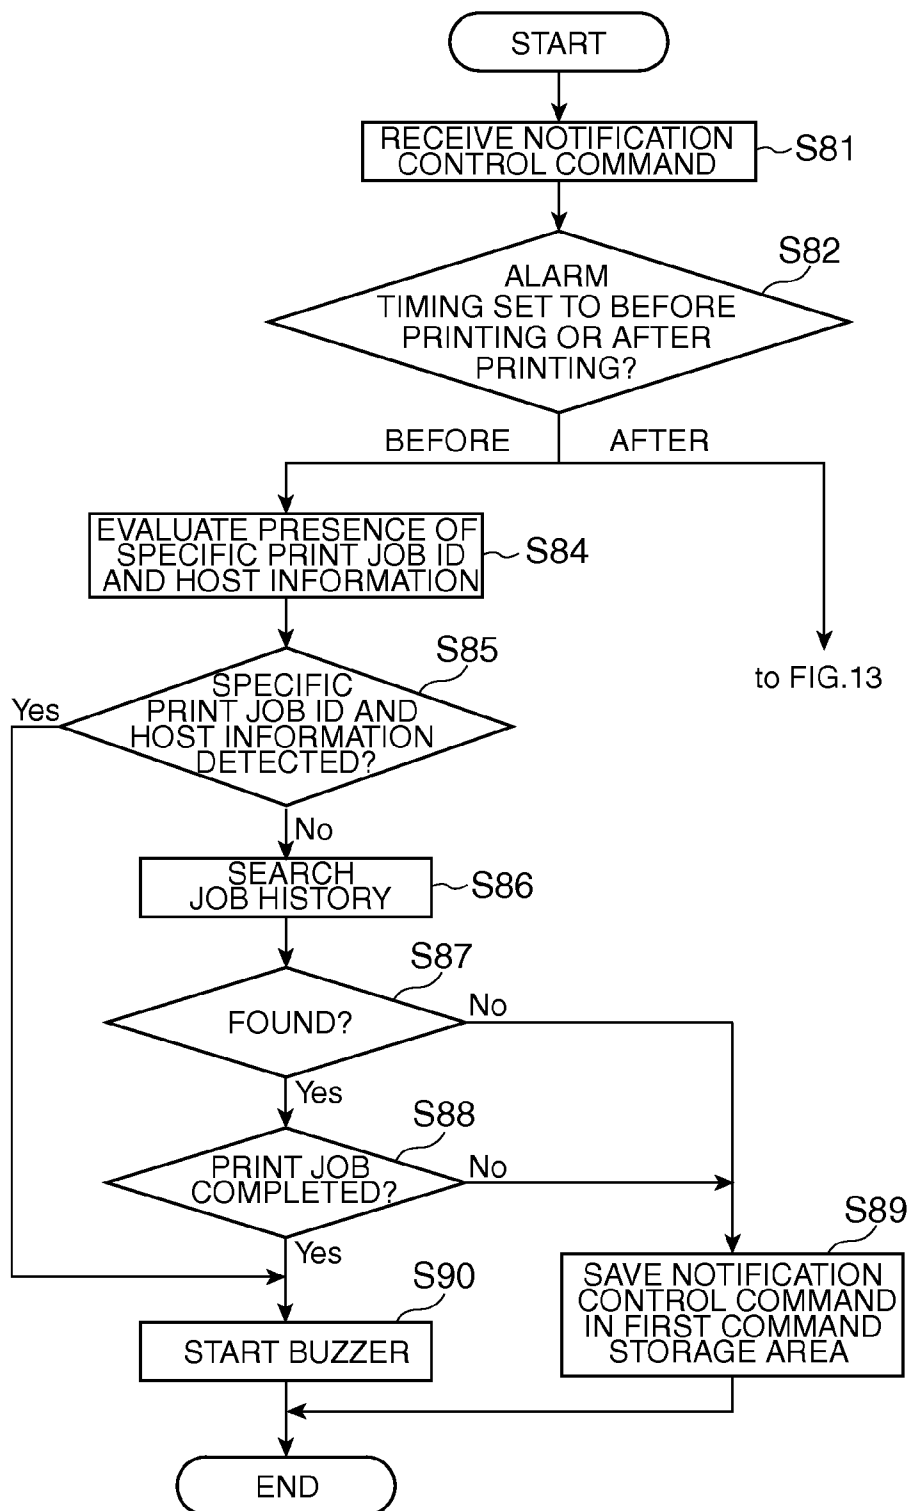 START
RECEIVE NOTIFICATION
CONTROL COMMAND
S81
S82
ALARM
TIMING SET TO BEFORE
PRINTING OR AFTER
PRINTING?
BEFORE
AFTER
EVALUATE PRESENCE OF
SPECIFIC PRINT JOB ID
AND HOST INFORMATION
S84
to FIG.13
S85
Yes
SPECIFIC
PRINT JOB ID AND
HOST INFORMATION
DETECTED?
No
SEARCH
JOB HISTORY
S86
S87
FOUND?
No
Yes
S88
PRINT JOB
COMPLETED?
No
Yes
S89
SAVE NOTIFICATION
CONTROL COMMAND
IN FIRST COMMAND
STORAGE AREA
S90
START BUZZER
END